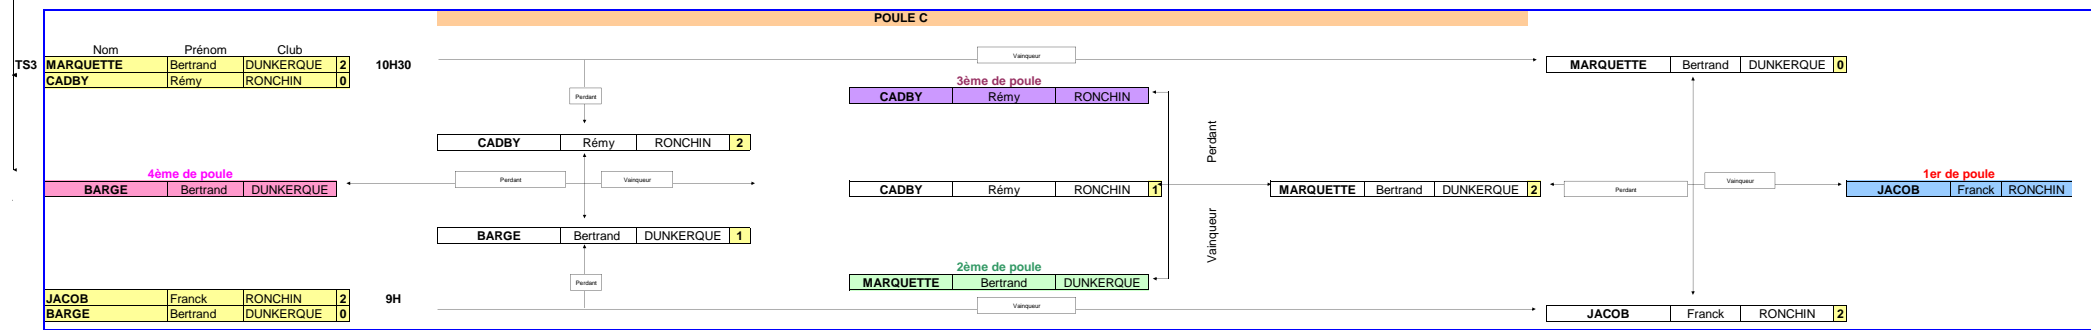 POULE C
Nom Prénom Club
TS3 MARQUETTE Bertrand DUNKERQUE 2 10H30 Vainqueur MARQUETTE Bertrand DUNKERQUE 0
CADBY Rémy RONCHIN 0 3ème de poule
Perdant CADBY Rémy RONCHIN
Perdant
CADBY Rémy RONCHIN 2
4ème de poule 1er de poule
BARGE Bertrand DUNKERQUE Perdant Vainqueur CADBY Rémy RONCHIN 1 MARQUETTE Bertrand DUNKERQUE 2 Perdant Vainqueur JACOB Franck RONCHIN
BARGE Bertrand DUNKERQUE 1 Vainqueur
2ème de poule
Perdant MARQUETTE Bertrand DUNKERQUE
JACOB Franck RONCHIN 2 9H Vainqueur
BARGE Bertrand DUNKERQUE 0 JACOB Franck RONCHIN 2